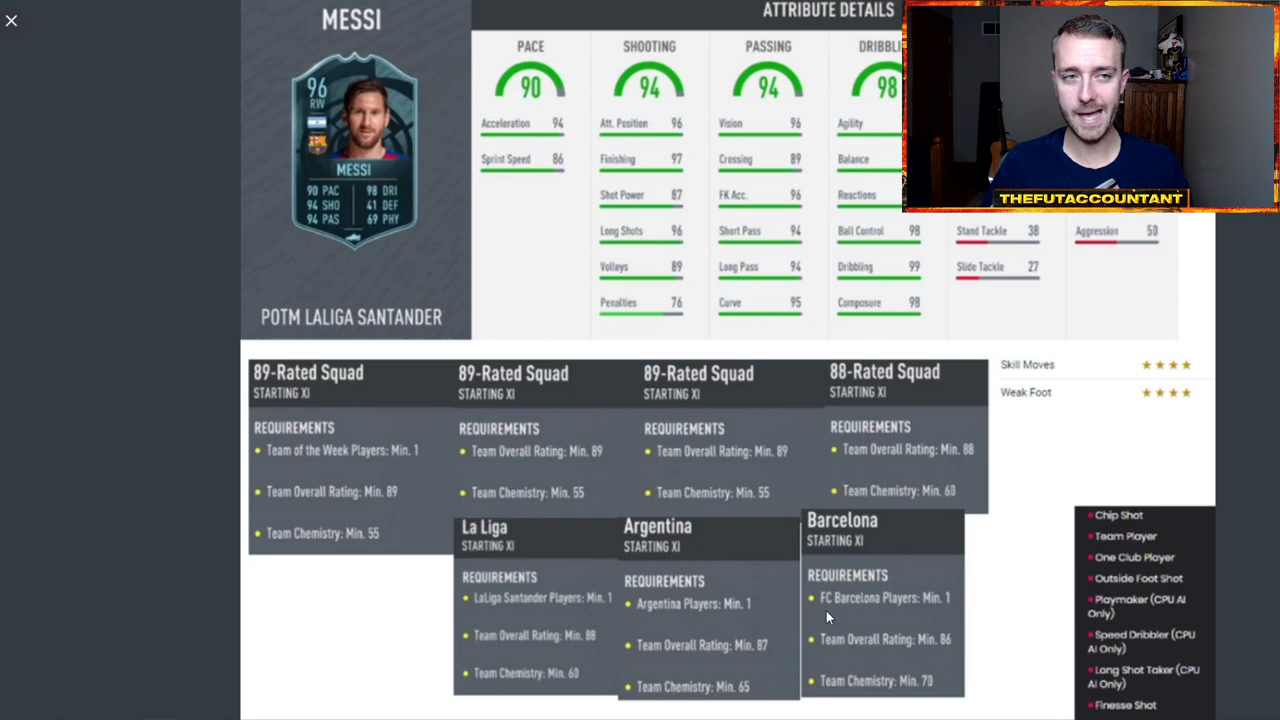 MESSI
96
RW
MESSI
90 PAC 98 DRI
94 SHO 41 DEF
94 PAS 69 PHY
POTM LALIGA SANTANDER
ATTRIBUTE DETAILS
PACE
90
Acceleration 94
Sprint Speed 86
SHOOTING
94
Att. Position 96
Finishing 97
Shot Power 87
Long Shots 96
Volleys 89
Penalties 76
PASSING
94
Vision 96
Crossing 89
FK Acc. 96
Short Pass 94
Long Pass 94
Curve 95
DRIBBL
98
Agility
Balance
Reactions
Ball Control 98
Dribbling 99
Composure 98
Stand Tackle 38
Slide Tackle 27
Aggression 50
THEFUTACCOUNTANT
Skill Moves ★★★★
Weak Foot ★★★★
89-Rated Squad
STARTING XI
REQUIREMENTS
Team of the Week Players: Min. 1
Team Overall Rating: Min. 89
Team Chemistry: Min. 55
89-Rated Squad
STARTING XI
REQUIREMENTS
Team Overall Rating: Min. 89
Team Chemistry: Min. 55
89-Rated Squad
STARTING XI
REQUIREMENTS
Team Overall Rating: Min. 89
Team Chemistry: Min. 55
88-Rated Squad
STARTING XI
REQUIREMENTS
Team Overall Rating: Min. 88
Team Chemistry: Min. 60
La Liga
STARTING XI
REQUIREMENTS
LaLiga Santander Players: Min. 1
Team Overall Rating: Min. 88
Team Chemistry: Min. 60
Argentina
STARTING XI
REQUIREMENTS
Argentina Players: Min. 1
Team Overall Rating: Min. 87
Team Chemistry: Min. 65
Barcelona
STARTING XI
REQUIREMENTS
FC Barcelona Players: Min. 1
Team Overall Rating: Min. 86
Team Chemistry: Min. 70
Chip Shot
Team Player
One Club Player
Outside Foot Shot
Playmaker (CPU AI
Only)
Speed Dribbler (CPU
AI Only)
Long Shot Taker (CPU
AI Only)
Finesse Shot